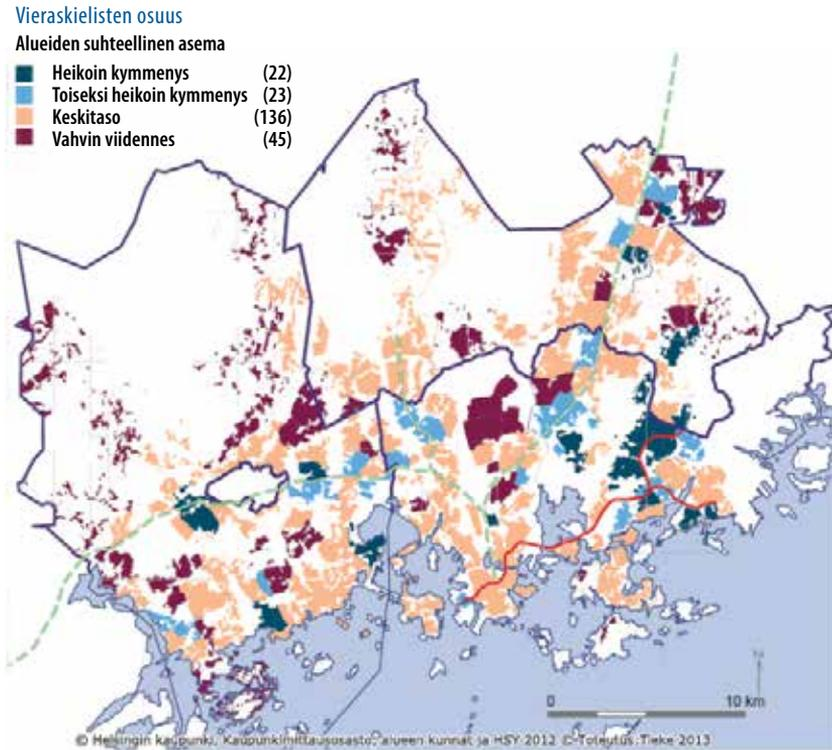 Vieraskielisten osuus
Alueiden suhteellinen asema
Heikoin kymmenys (22)
Toiseksi heikoin kymmenys (23)
Keskitaso (136)
Vahvin viidennes (45)
0 10 km
© Helsingin kaupunki, Kaupunkimittausosasto, alueen kunnat ja HSY 2012 © Toteutus:Tieke 2013